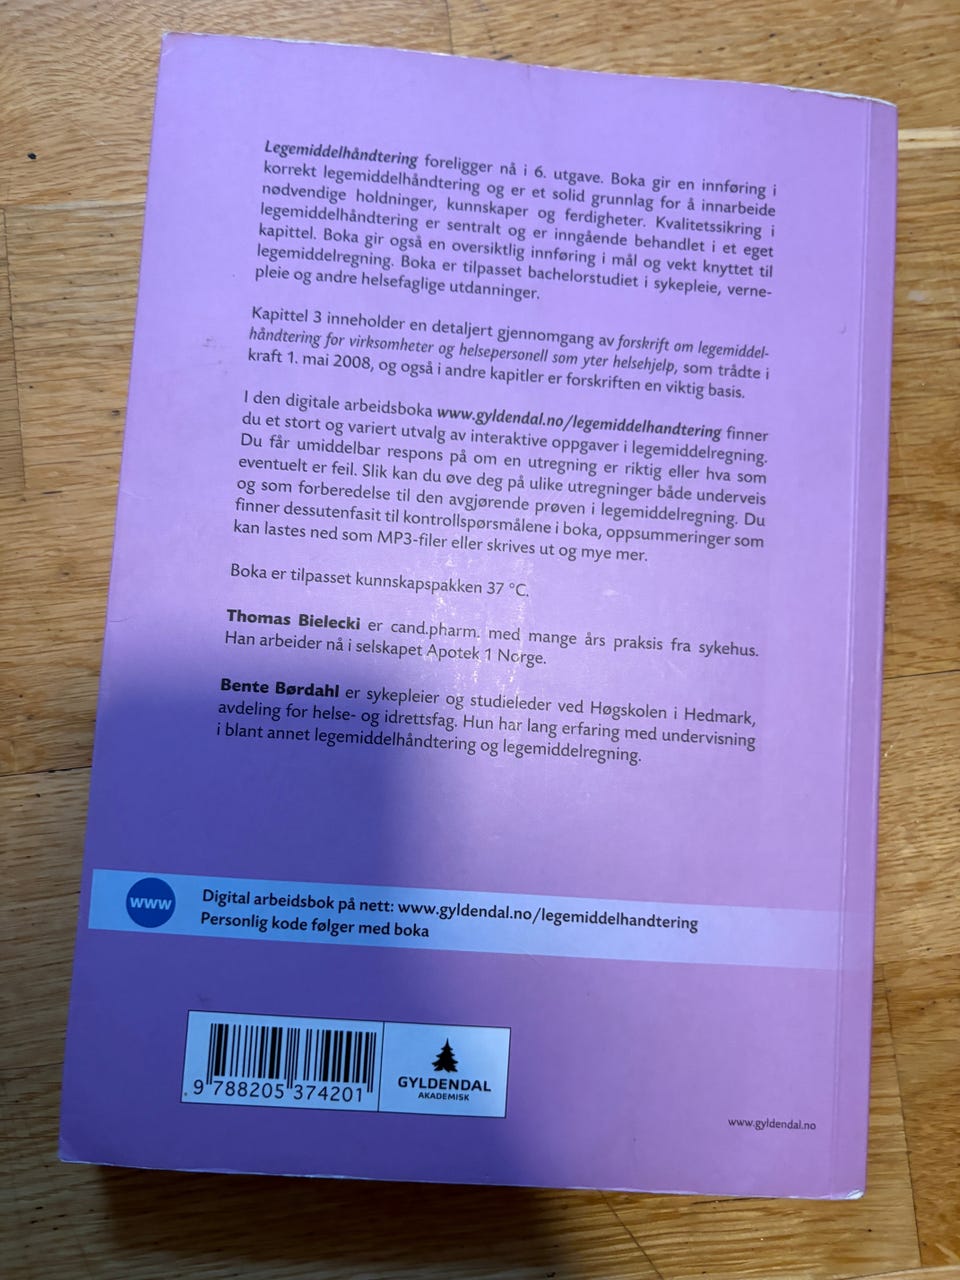 Legemiddelhåndtering foreligger nå i 6. utgave. Boka gir en innføring i
korrekt legemiddelhåndtering og er et solid grunnlag for å innarbeide
nødvendige holdninger, kunnskaper og ferdigheter. Kvalitetssikring i
legemiddelhåndtering er sentralt og er inngående behandlet i et eget
kapittel. Boka gir også en oversiktlig innføring i mål og vekt knyttet til
legemiddelregning. Boka er tilpasset bachelorstudiet i sykepleie, verne-
pleie og andre helsefaglige utdanninger.
Kapittel 3 inneholder en detaljert gjennomgang av forskrift om legemiddel-
håndtering for virksomheter og helsepersonell som yter helsehjelp, som trådte i
kraft 1. mai 2008, og også i andre kapitler er forskriften en viktig basis.
I den digitale arbeidsboka www.gyldendal.no/legemiddelhandtering finner
du et stort og variert utvalg av interaktive oppgaver i legemiddelregning.
Du får umiddelbar respons på om en utregning er riktig eller hva som
eventuelt er feil. Slik kan du øve deg på ulike utregninger både underveis
og som forberedelse til den avgjørende prøven i legemiddelregning. Du
finner dessutenfasit til kontrollspørsmålene i boka, oppsummeringer som
kan lastes ned som MP3-filer eller skrives ut og mye mer.
Boka er tilpasset kunnskapspakken 37 °C.
Thomas Bielecki er cand.pharm. med mange års praksis fra sykehus.
Han arbeider nå i selskapet Apotek 1 Norge.
Bente Børdahl er sykepleier og studieleder ved Høgskolen i Hedmark,
avdeling for helse- og idrettsfag. Hun har lang erfaring med undervisning
i blant annet legemiddelhåndtering og legemiddelregning.
www
Digital arbeidsbok på nett: www.gyldendal.no/legemiddelhandtering
Personlig kode følger med boka
9 788205 374201
GYLDENDAL
AKADEMISK
www.gyldendal.no